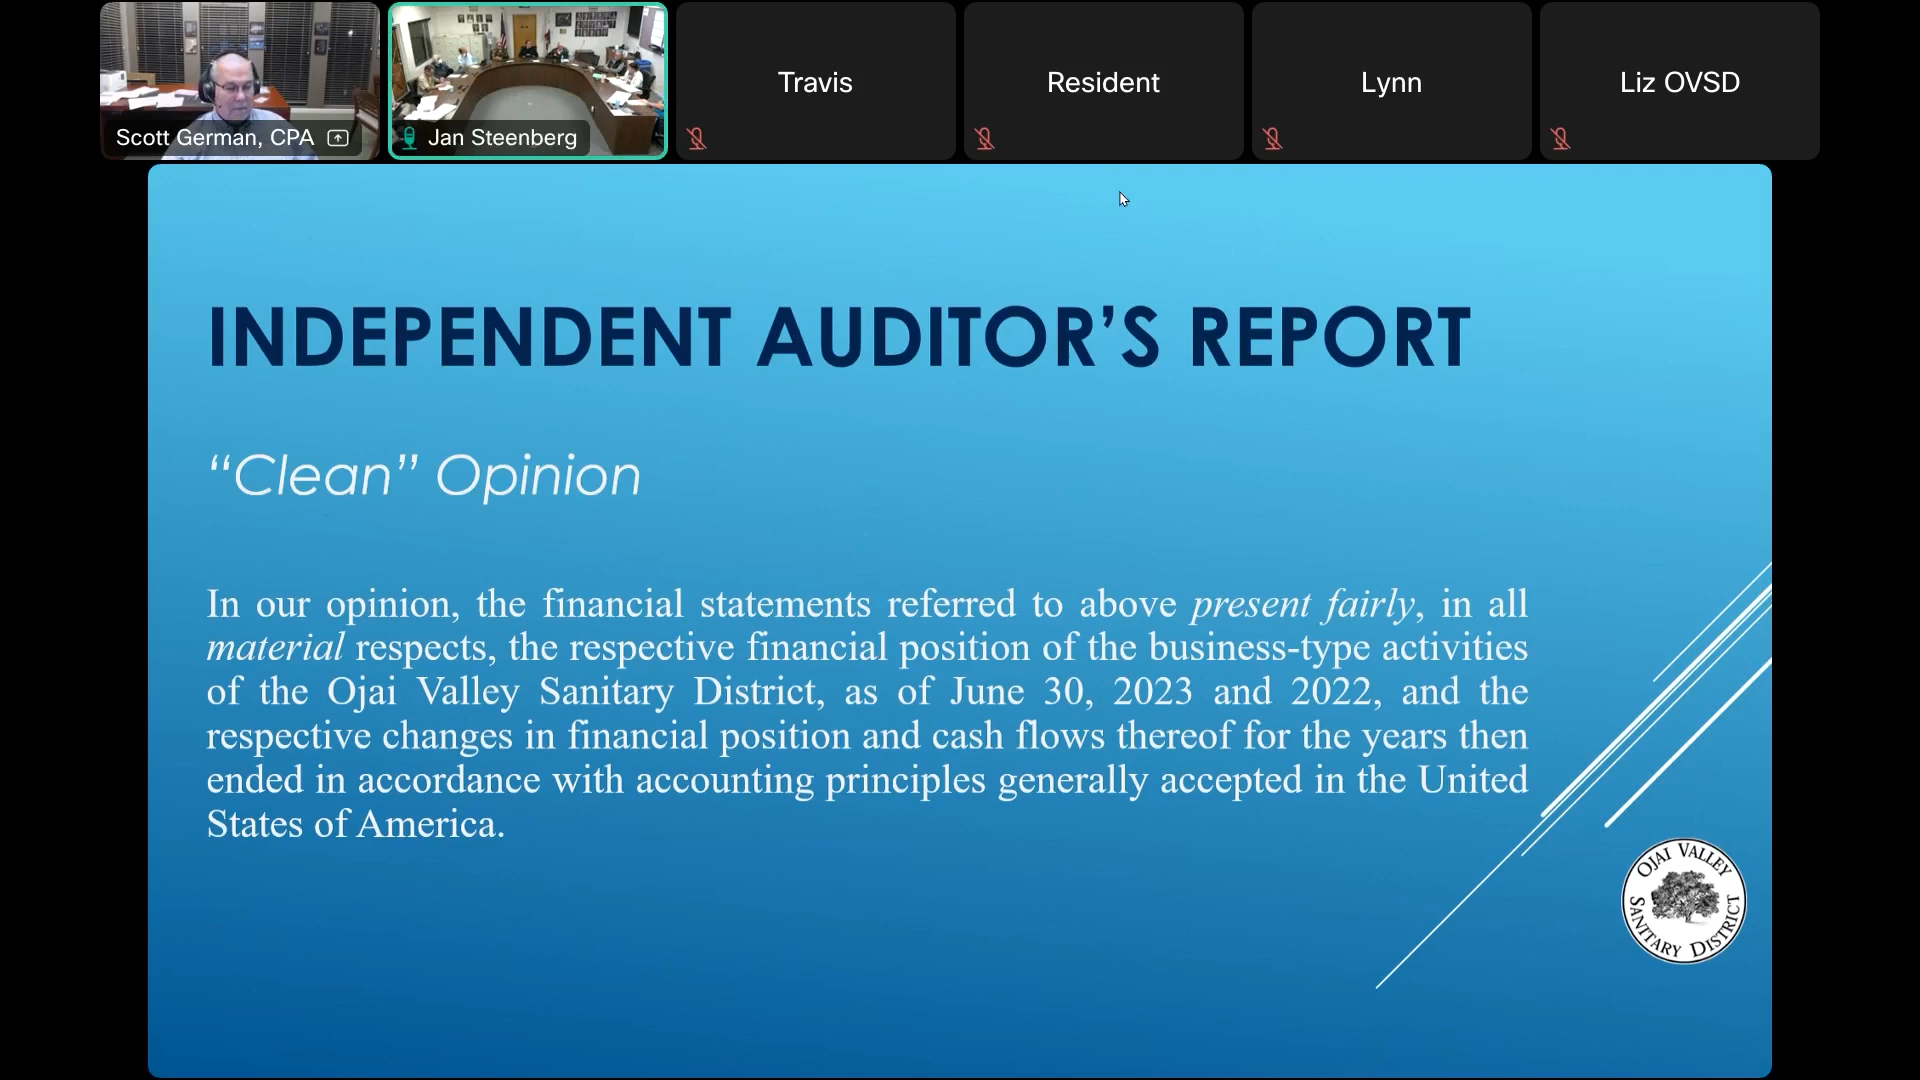 Scott German, CPA
Jan Steenberg
Travis
Resident
Lynn
Liz OVSD
INDEPENDENT AUDITOR’S REPORT
“Clean” Opinion
In our opinion, the financial statements referred to above present fairly, in all
material respects, the respective financial position of the business-type activities
of the Ojai Valley Sanitary District, as of June 30, 2023 and 2022, and the
respective changes in financial position and cash flows thereof for the years then
ended in accordance with accounting principles generally accepted in the United
States of America.
OJAI VALLEY
SANITARY DISTRICT